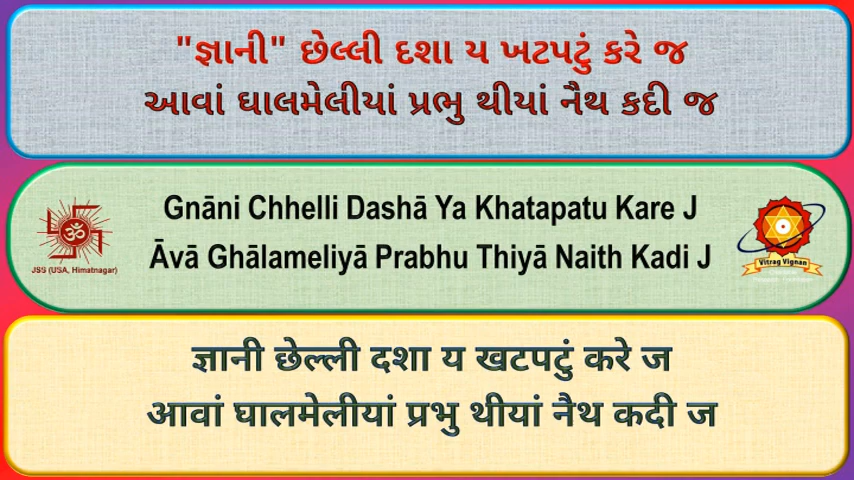 "જ્ઞાની" છેલ્લી દશા ય ખટપટું કરે જ
આવાં ઘાલમેલીયાં પ્રભુ થીયાં નૈથ કદી જ
Gnāni Chhelli Dashā Ya Khatapatu Kare J
Āvā Ghālameliyā Prabhu Thiyā Naith Kadi J
ॐ
JSS (USA, Himatnagar)
Vitrag Vignan
ज्ञानी छेल्ली दशा य खटपटुं करे ज
आवां घालमेलीयां प्रभु थीयां नैथ कदी ज